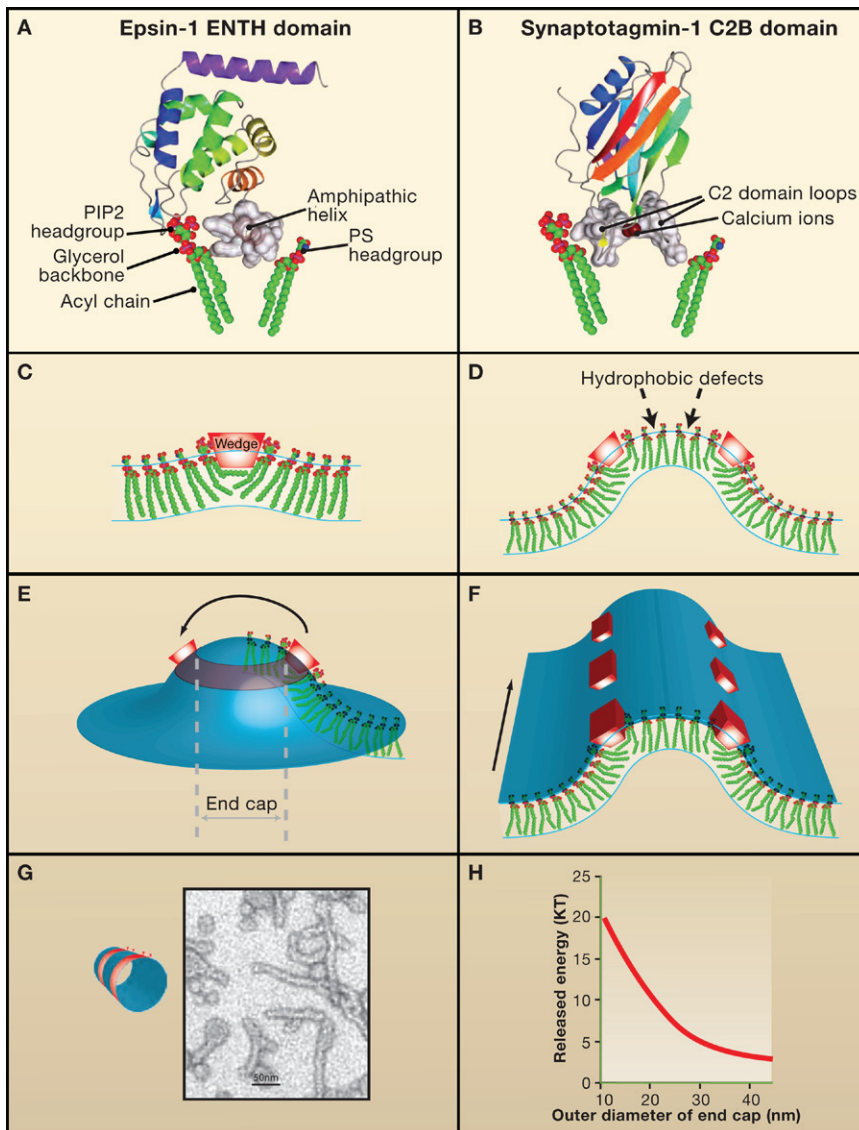 A
Epsin-1 ENTH domain
PIP2
headgroup
Glycerol
backbone
Acyl chain
Amphipathic
helix
PS
headgroup
B
Synaptotagmin-1 C2B domain
C2 domain loops
Calcium ions
C
Wedge
D
Hydrophobic defects
E
End cap
F
G
50nm
H
Released energy (KT)
25
20
15
10
5
0
10
20
30
40
Outer diameter of end cap (nm)